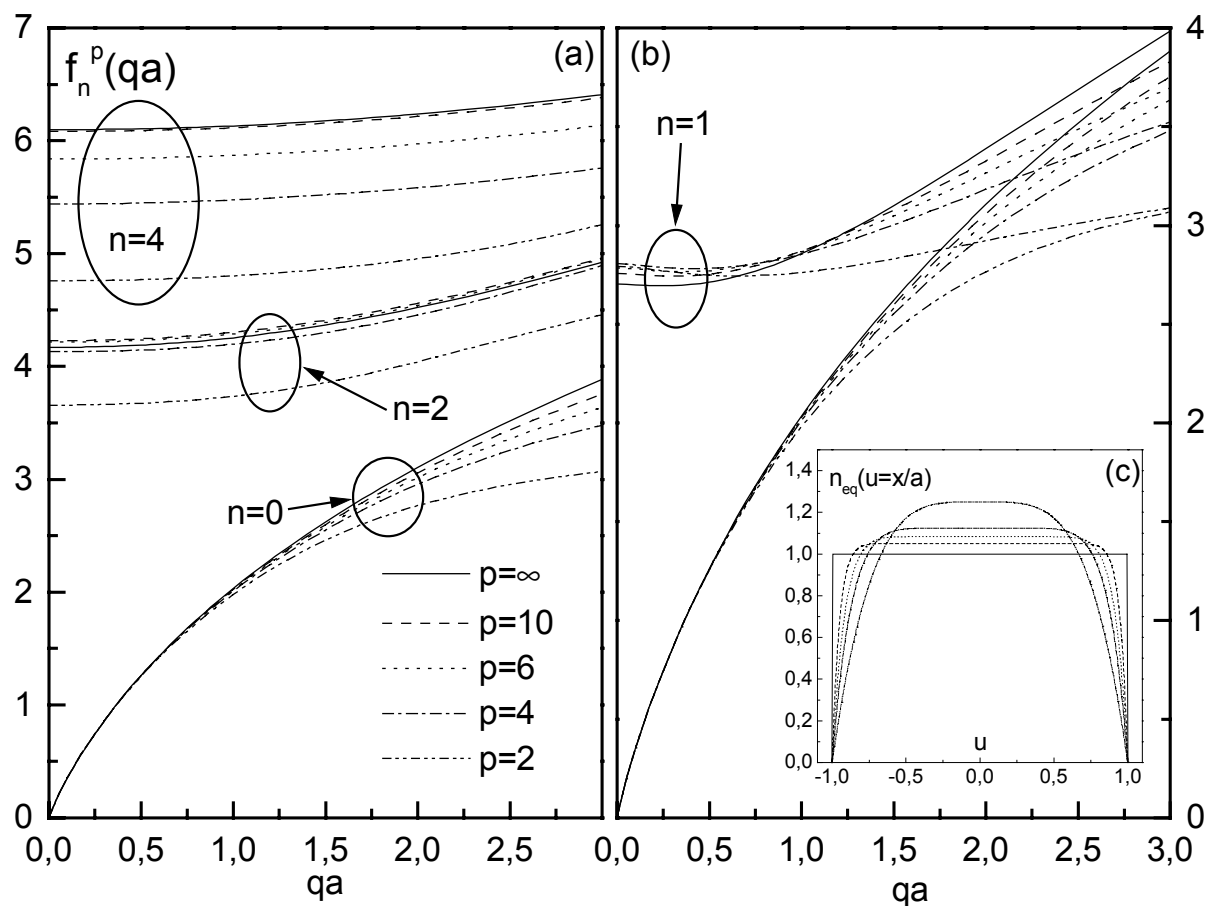 7
6
5
4
3
2
1
0
f_n^p(qa)
(a)
n=4
n=2
n=0
p=∞
p=10
p=6
p=4
p=2
0,0 0,5 1,0 1,5 2,0 2,5
qa
(b)
n=1
4
3
2
1
0
0,0 0,5 1,0 1,5 2,0 2,5 3,0
qa
(c)
n_eq(u=x/a)
1,4
1,2
1,0
0,8
0,6
0,4
0,2
0,0
-1,0 -0,5 0,0 0,5 1,0
u